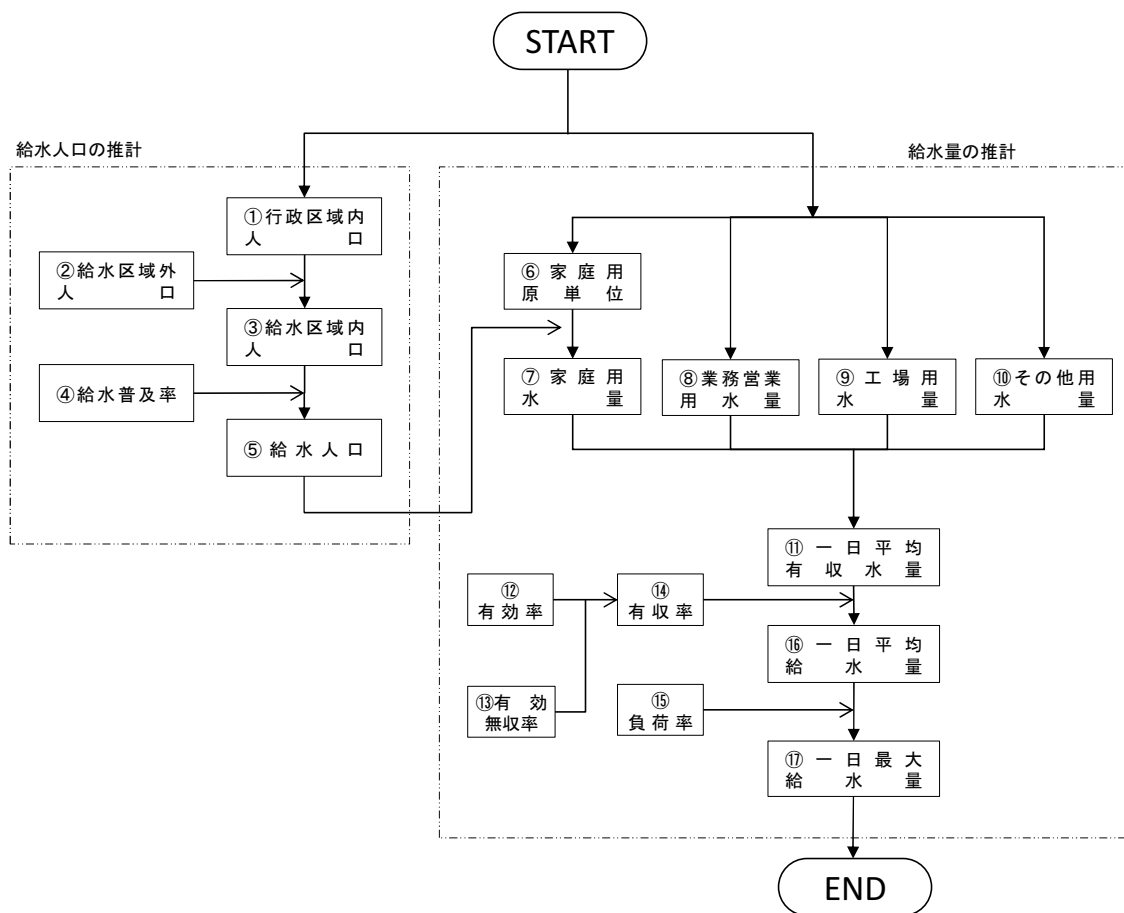 START
給水人口の推計
給水量の推計
①行政区域内
人口
②給水区域外
人口
③給水区域内
人口
④給水普及率
⑤給水人口
⑥家庭用
原単位
⑦家庭用
水量
⑧業務営業
用水量
⑨工場用
水量
⑩その他用
水量
⑪一日平均
有収水量
⑫
有効率
⑭
有収率
⑯一日平均
給水量
⑬有効
無収率
⑮
負荷率
⑰一日最大
給水量
END